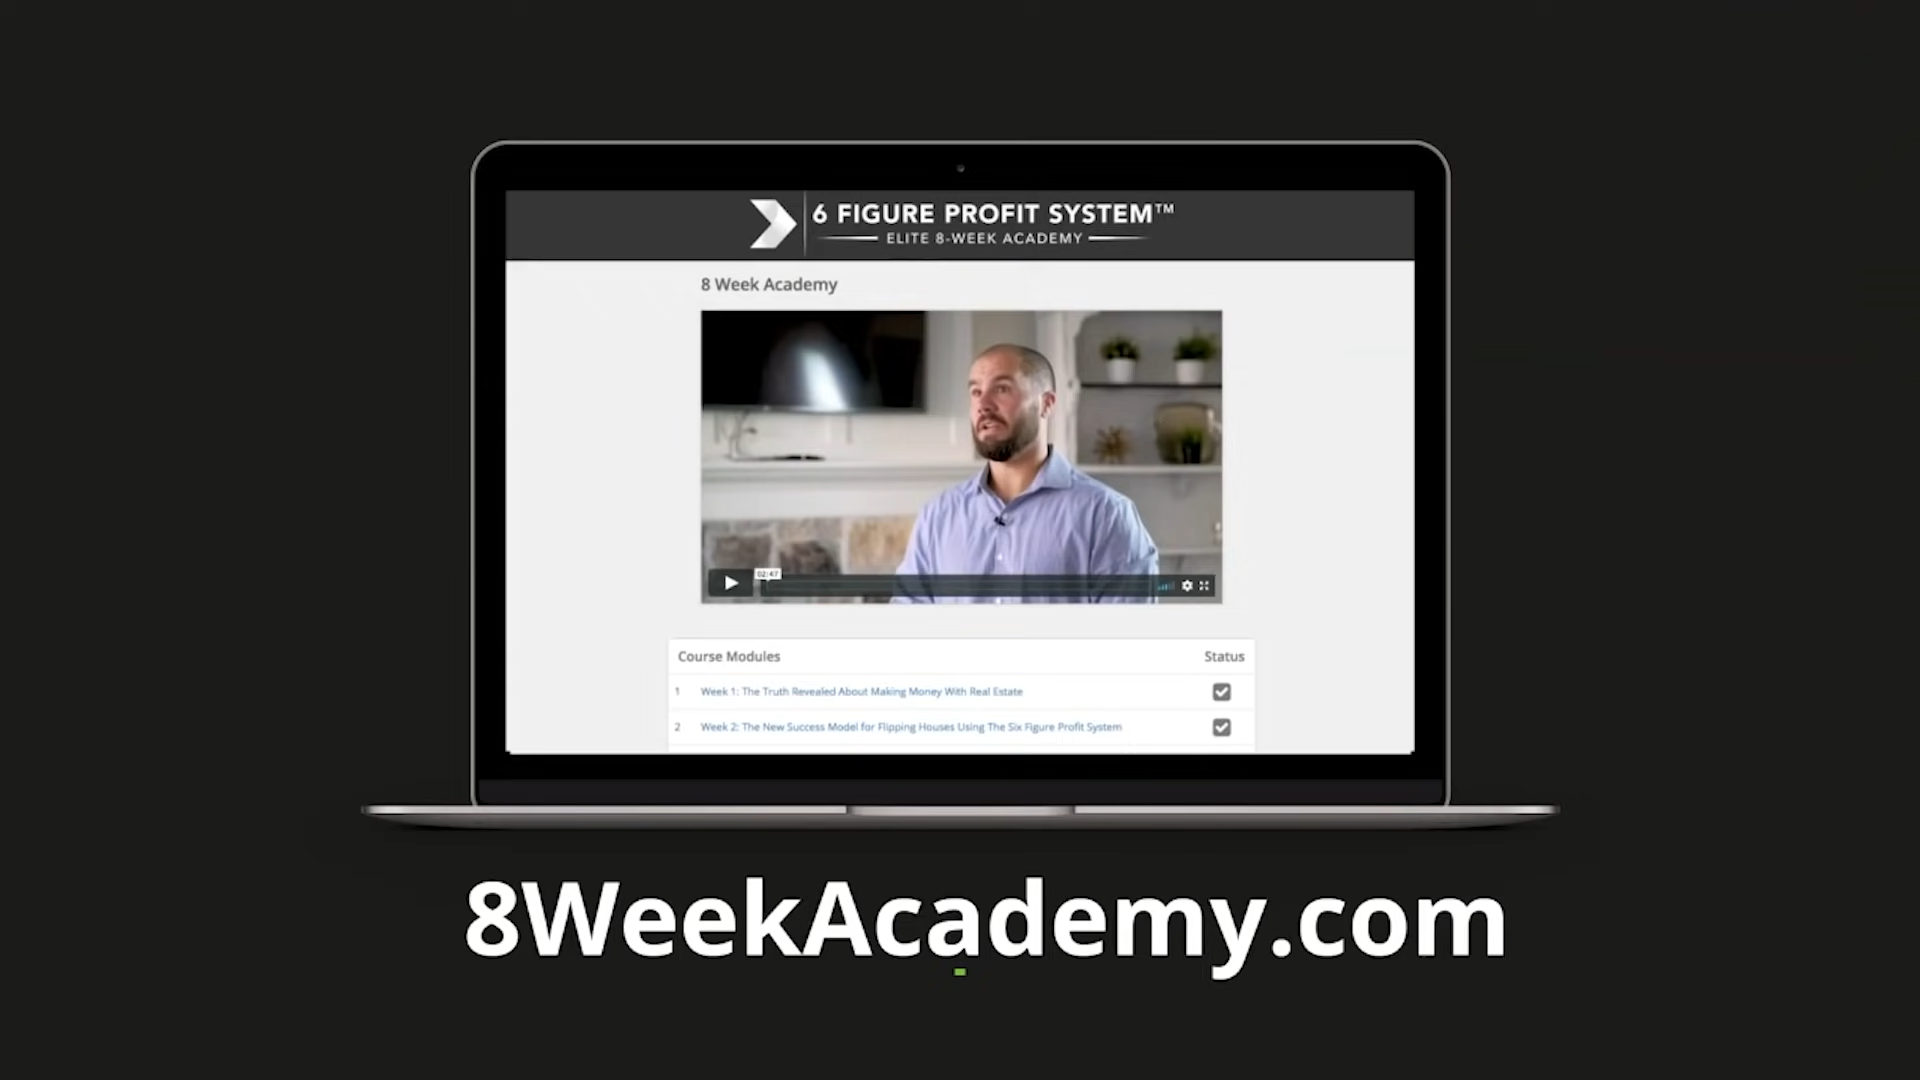 6 FIGURE PROFIT SYSTEM™
ELITE 8-WEEK ACADEMY
8 Week Academy
02:47
Course Modules Status
1 Week 1: The Truth Revealed About Making Money With Real Estate
2 Week 2: The New Success Model for Flipping Houses Using The Six Figure Profit System
8WeekAcademy.com